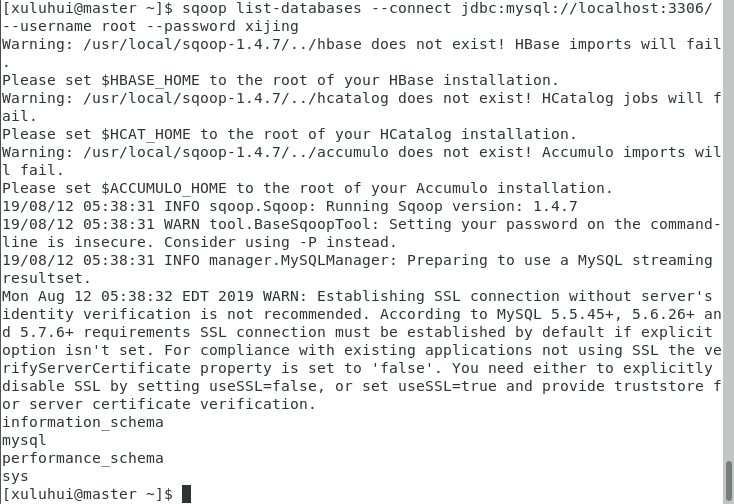 [xuluhui@master ~]$ sqoop list-databases --connect jdbc:mysql://localhost:3306/
--username root --password xijing
Warning: /usr/local/sqoop-1.4.7/../hbase does not exist! HBase imports will fail
.
Please set $HBASE_HOME to the root of your HBase installation.
Warning: /usr/local/sqoop-1.4.7/../hcatalog does not exist! HCatalog jobs will f
ail.
Please set $HCAT_HOME to the root of your HCatalog installation.
Warning: /usr/local/sqoop-1.4.7/../accumulo does not exist! Accumulo imports wil
l fail.
Please set $ACCUMULO_HOME to the root of your Accumulo installation.
19/08/12 05:38:31 INFO sqoop.Sqoop: Running Sqoop version: 1.4.7
19/08/12 05:38:31 WARN tool.BaseSqoopTool: Setting your password on the command-
line is insecure. Consider using -P instead.
19/08/12 05:38:31 INFO manager.MySQLManager: Preparing to use a MySQL streaming
resultset.
Mon Aug 12 05:38:32 EDT 2019 WARN: Establishing SSL connection without server's
identity verification is not recommended. According to MySQL 5.5.45+, 5.6.26+ an
d 5.7.6+ requirements SSL connection must be established by default if explicit
option isn't set. For compliance with existing applications not using SSL the ve
rifyServerCertificate property is set to 'false'. You need either to explicitly
disable SSL by setting useSSL=false, or set useSSL=true and provide truststore f
or server certificate verification.
information_schema
mysql
performance_schema
sys
[xuluhui@master ~]$